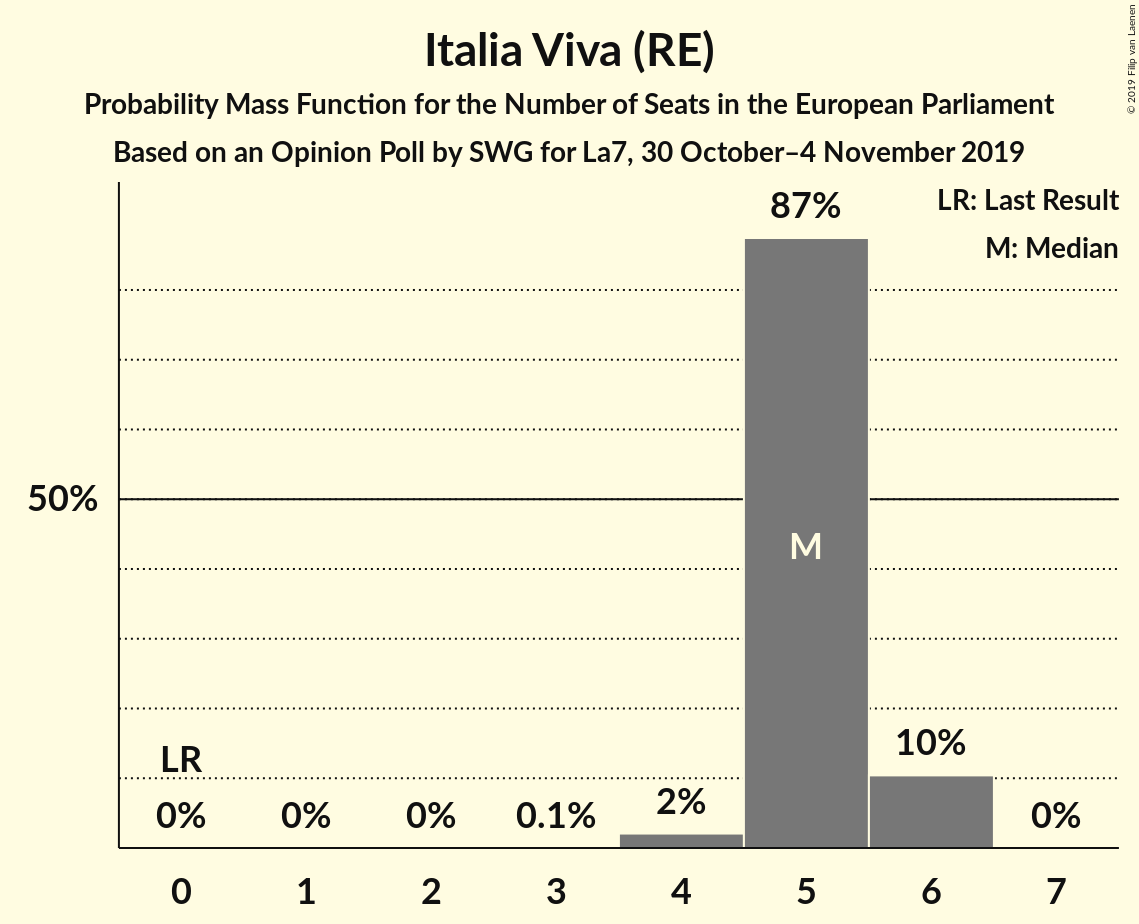 Italia Viva (RE)
Probability Mass Function for the Number of Seats in the European Parliament
Based on an Opinion Poll by SWG for La7, 30 October–4 November 2019
© 2019 Filip van Laenen
LR: Last Result
M: Median
87%
50%
M
10%
LR
2%
0% 0% 0% 0.1% 0%
0 1 2 3 4 5 6 7